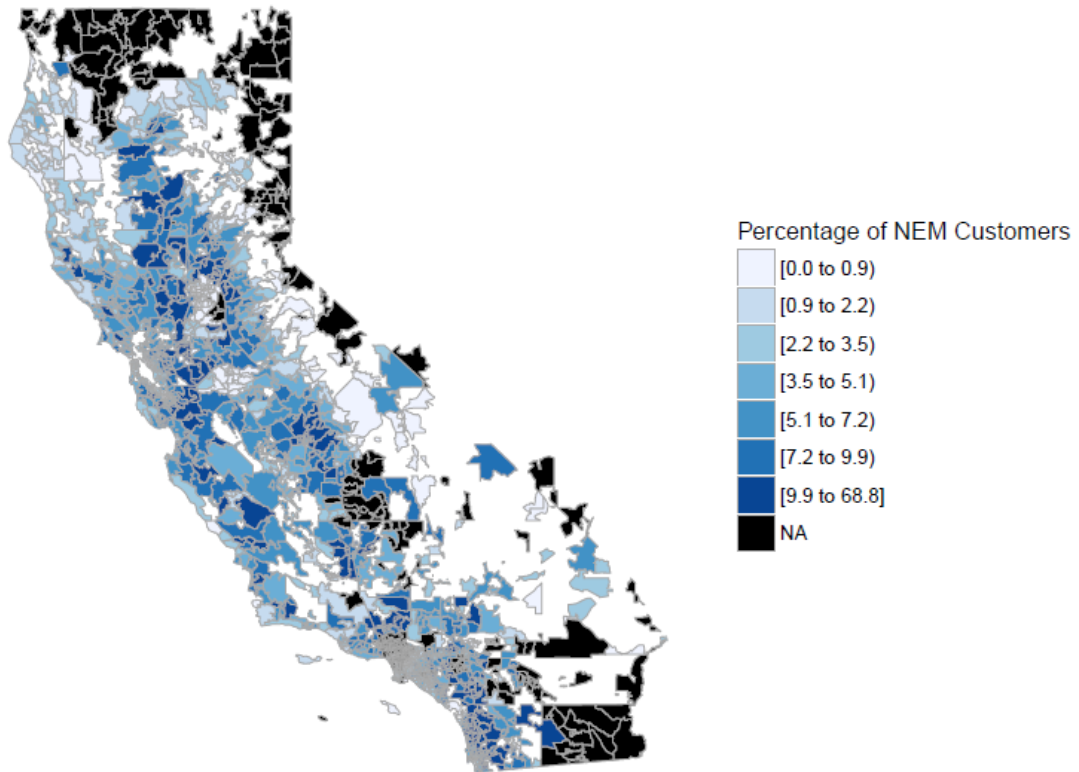 Percentage of NEM Customers
[0.0 to 0.9)
[0.9 to 2.2)
[2.2 to 3.5)
[3.5 to 5.1)
[5.1 to 7.2)
[7.2 to 9.9)
[9.9 to 68.8]
NA